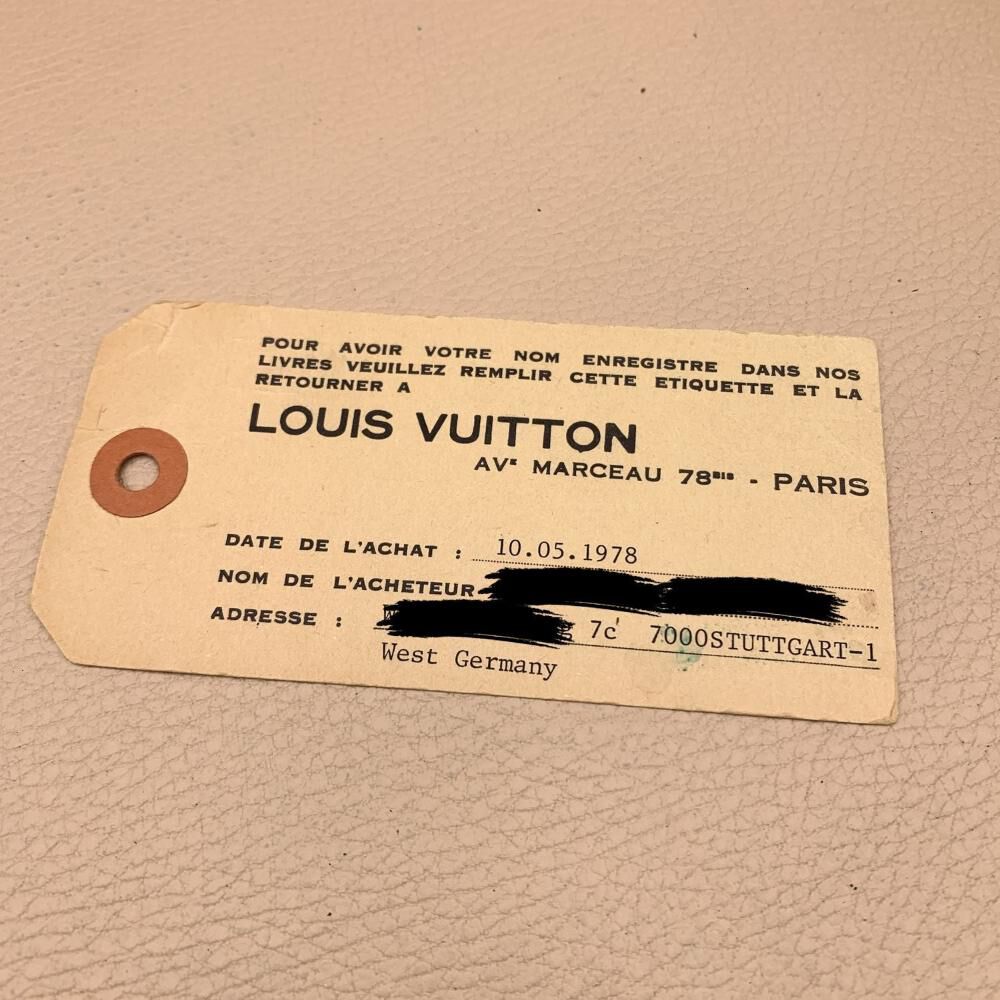 POUR AVOIR VOTRE NOM ENREGISTRE DANS NOS
LIVRES VEUILLEZ REMPLIR CETTE ETIQUETTE ET LA
RETOURNER A
LOUIS VUITTON
AVE MARCEAU 78BIS - PARIS
DATE DE L'ACHAT : 10.05.1978
NOM DE L'ACHETEUR
ADRESSE : 7c' 7000STUTTGART-1
West Germany